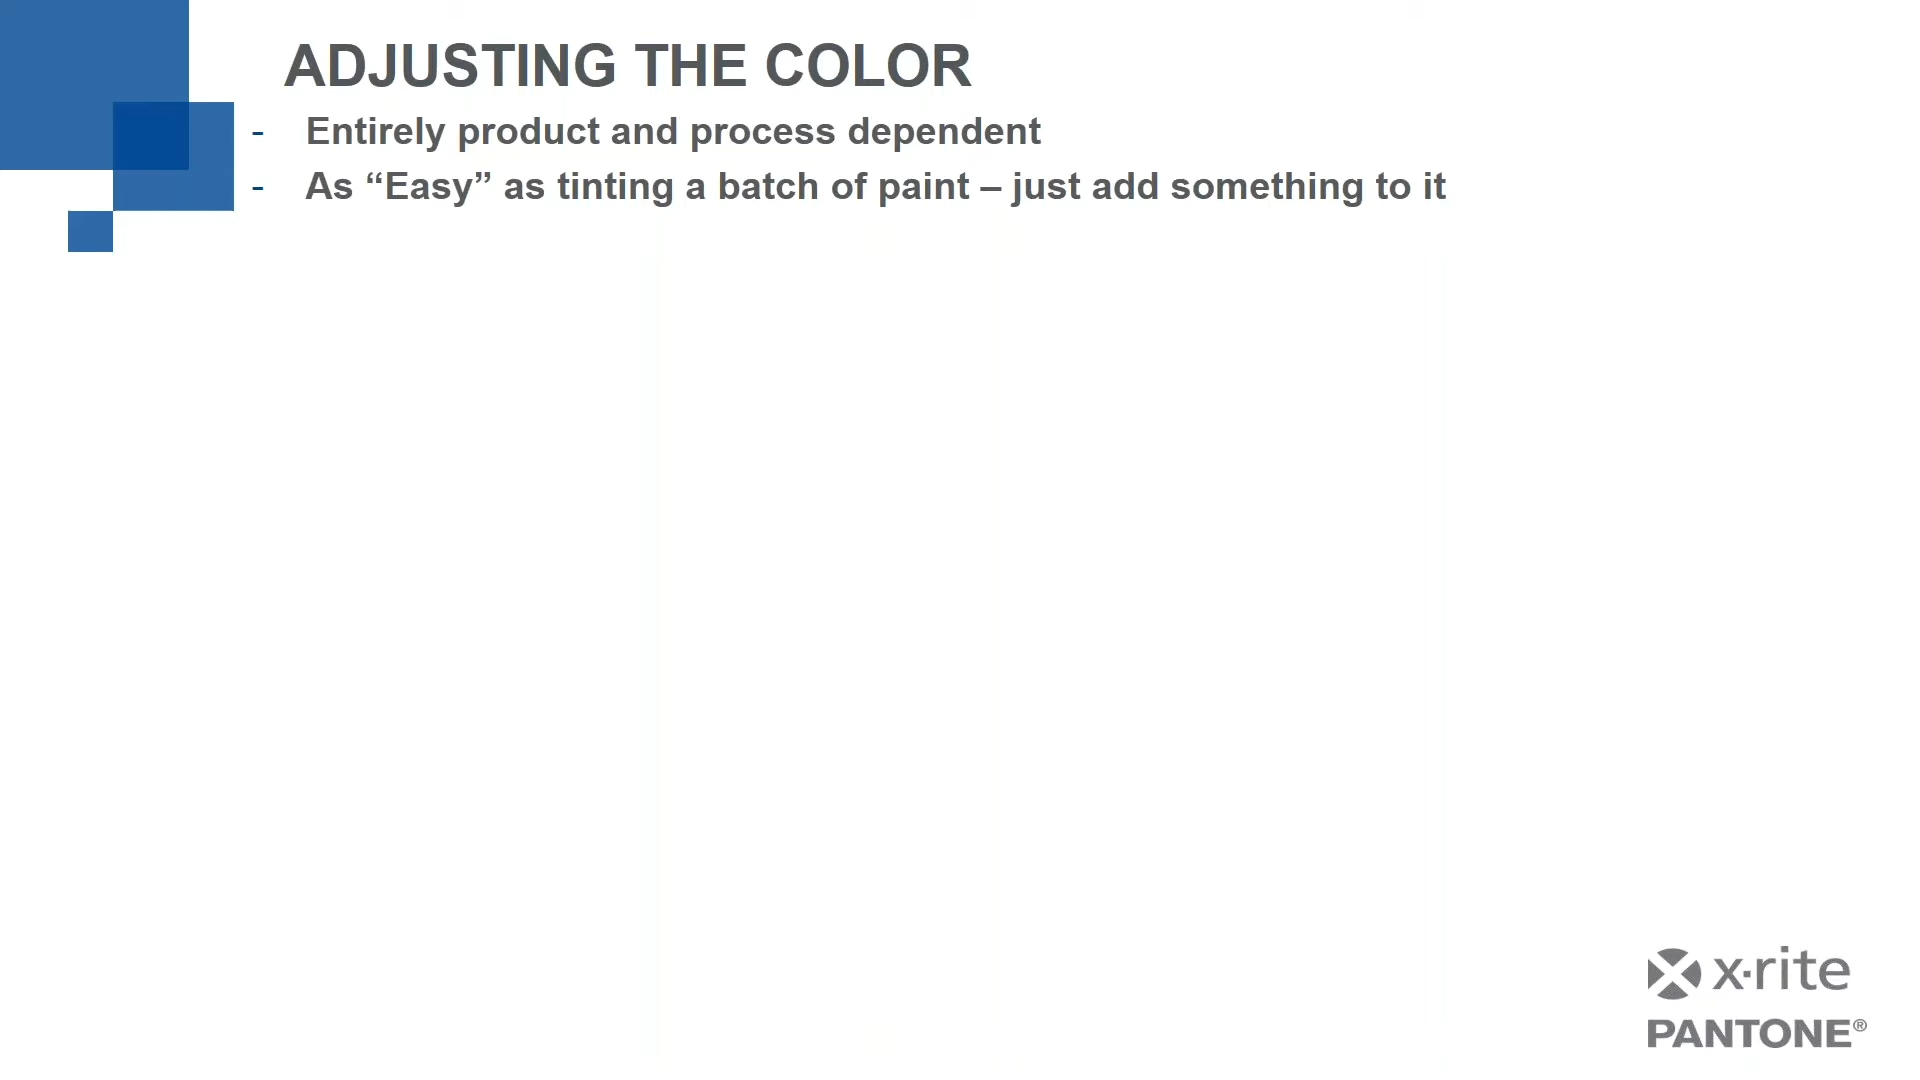 ADJUSTING THE COLOR
- Entirely product and process dependent
- As “Easy” as tinting a batch of paint – just add something to it
x·rite
PANTONE®